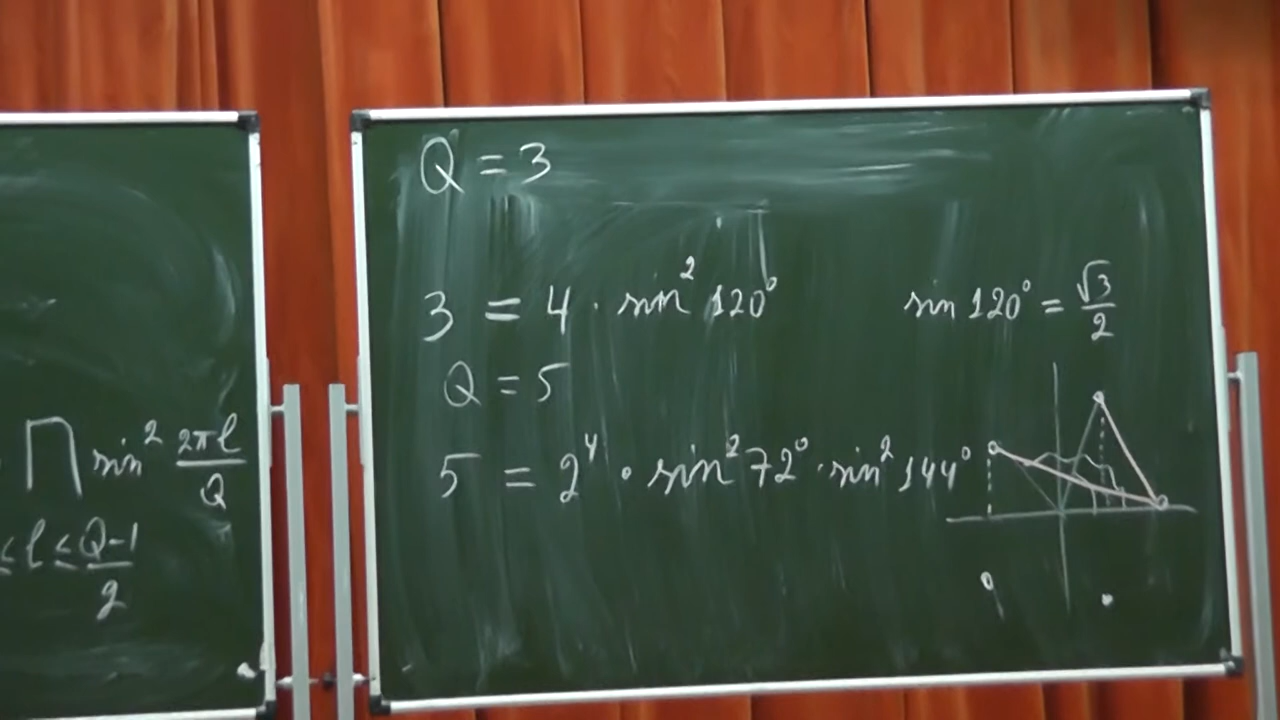 ∏ sin² 2πl/Q
≤ l ≤ Q-1/2
Q = 3
3 = 4 · sin² 120° sin 120° = √3/2
Q = 5
5 = 2⁴ · sin² 72° · sin² 144°